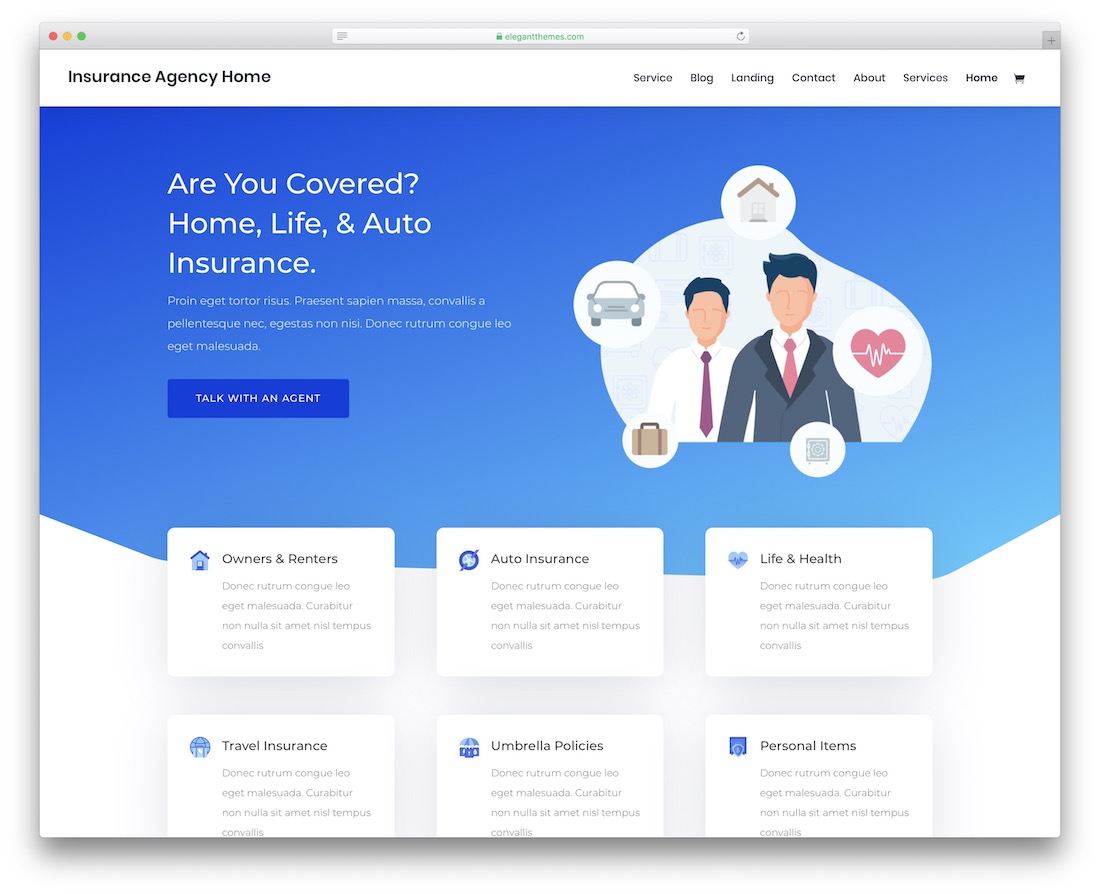 elegantthemes.com
Insurance Agency Home
Service Blog Landing Contact About Services Home
Are You Covered?
Home, Life, & Auto
Insurance.
Proin eget tortor risus. Praesent sapien massa, convallis a
pellentesque nec, egestas non nisi. Donec rutrum congue leo
eget malesuada.
TALK WITH AN AGENT
Owners & Renters
Donec rutrum congue leo
eget malesuada. Curabitur
non nulla sit amet nisl tempus
convallis
Auto Insurance
Donec rutrum congue leo
eget malesuada. Curabitur
non nulla sit amet nisl tempus
convallis
Life & Health
Donec rutrum congue leo
eget malesuada. Curabitur
non nulla sit amet nisl tempus
convallis
Travel Insurance
Donec rutrum congue leo
eget malesuada. Curabitur
non nulla sit amet nisl tempus
convallis
Umbrella Policies
Donec rutrum congue leo
eget malesuada. Curabitur
non nulla sit amet nisl tempus
convallis
Personal Items
Donec rutrum congue leo
eget malesuada. Curabitur
non nulla sit amet nisl tempus
convallis